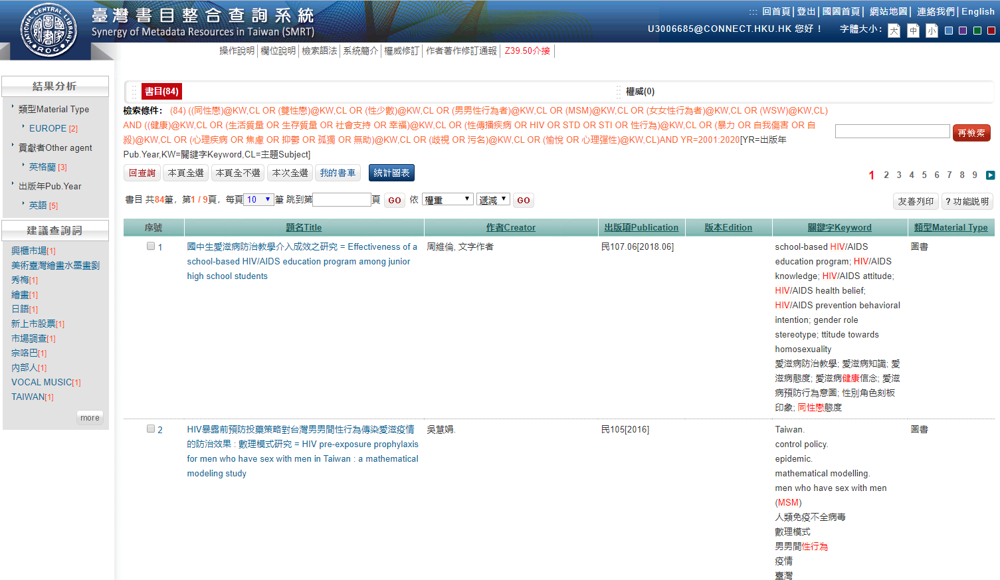 臺灣書目整合查詢系統
Synergy of Metadata Resources in Taiwan (SMRT)
NATIONAL CENTRAL LIBRARY
ROC
::: 回首頁| 登出| 國圖首頁| 網站地圖| 連絡我們| English
U3006685@CONNECT.HKU.HK 您好！ 字體大小: 大 中 小
操作說明 欄位說明 檢索語法 系統簡介 權威修訂 作者著作修訂通報 Z39.50介接
結果分析
類型Material Type
EUROPE [2]
貢獻者Other agent
英格蘭 [3]
出版年Pub.Year
英語 [5]
建議查詢詞
興櫃市場[1]
美術臺灣繪畫水墨畫劉
秀梅[1]
繪畫[1]
日語[1]
新上市股票[1]
市場調查[1]
宗咯巴[1]
內部人[1]
VOCAL MUSIC[1]
TAIWAN[1]
more
書目(84) 權威(0)
檢索條件： (84) ((同性戀)@KW,CL OR (雙性戀)@KW,CL OR (性少數)@KW,CL OR (男男性行為者)@KW,CL OR (MSM)@KW,CL OR (女女性行為者)@KW,CL OR (WSW)@KW,CL)
AND ((健康)@KW,CL OR (生活質量 OR 生存質量 OR 社會支持 OR 幸福)@KW,CL OR (性傳播疾病 OR HIV OR STD OR STI OR 性行為)@KW,CL OR (暴力 OR 自我傷害 OR 自
殺)@KW,CL OR (心理疾病 OR 焦慮 OR 抑鬱 OR 孤獨 OR 無助)@KW,CL OR (歧視 OR 污名)@KW,CL OR (愉悅 OR 心理彈性)@KW,CL)AND YR=2001:2020[YR=出版年
Pub.Year,KW=關鍵字Keyword,CL=主題Subject]
再檢索
回查詢 本頁全選 本頁全不選 本次全選 我的書車 統計圖表
1 2 3 4 5 6 7 8 9
書目 共84筆, 第1 / 9頁, 每頁 10 筆 跳到第 頁 GO 依 權重 遞減 GO
友善列印 ? 功能說明
序號 題名Title 作者Creator 出版項Publication 版本Edition 關鍵字Keyword 類型Material Type
1 國中生愛滋病防治教學介入成效之研究 = Effectiveness of a
school-based HIV/AIDS education program among junior
high school students
周維倫, 文字作者
民107.06[2018.06]
school-based HIV/AIDS
education program; HIV/AIDS
knowledge; HIV/AIDS attitude;
HIV/AIDS health belief;
HIV/AIDS prevention behavioral
intention; gender role
stereotype; ttitude towards
homosexuality
愛滋病防治教學; 愛滋病知識; 愛
滋病態度; 愛滋病健康信念; 愛滋
病預防行為意圖; 性別角色刻板
印象; 同性戀態度
圖書
2 HIV暴露前預防投藥策略對台灣男男間性行為傳染愛滋疫情
的防治效果 : 數理模式研究 = HIV pre-exposure prophylaxis
for men who have sex with men in Taiwan : a mathematical
modeling study
吳慧娟.
民105[2016]
Taiwan.
control policy.
epidemic.
mathematical modelling.
men who have sex with men
(MSM)
人類免疫不全病毒
數理模式
男男間性行為
疫情
臺灣
圖書